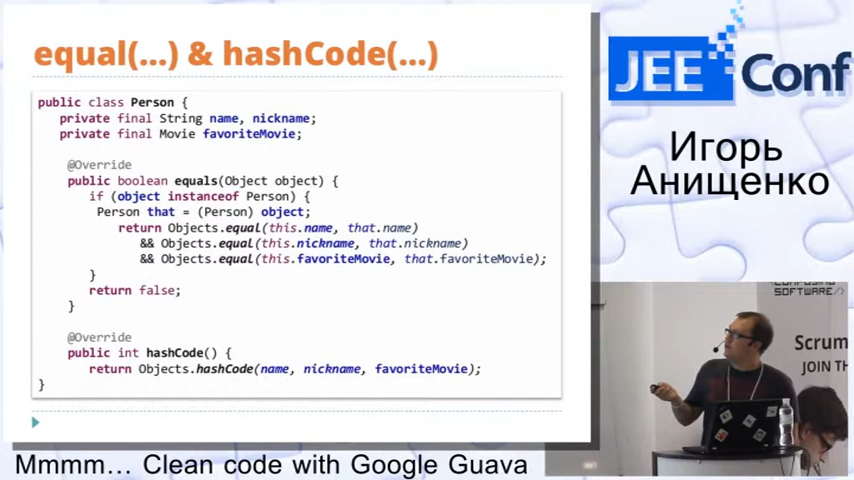 equal(...) & hashCode(...)
public class Person {
private final String name, nickname;
private final Movie favoriteMovie;
@Override
public boolean equals(Object object) {
if (object instanceof Person) {
Person that = (Person) object;
return Objects.equal(this.name, that.name)
&& Objects.equal(this.nickname, that.nickname)
&& Objects.equal(this.favoriteMovie, that.favoriteMovie);
}
return false;
}
@Override
public int hashCode() {
return Objects.hashCode(name, nickname, favoriteMovie);
}
JEE Conf
Игорь
Анищенко
SOFTWARE/>
Scrum
JOIN TH
Mmmm... Clean code with Google Guava